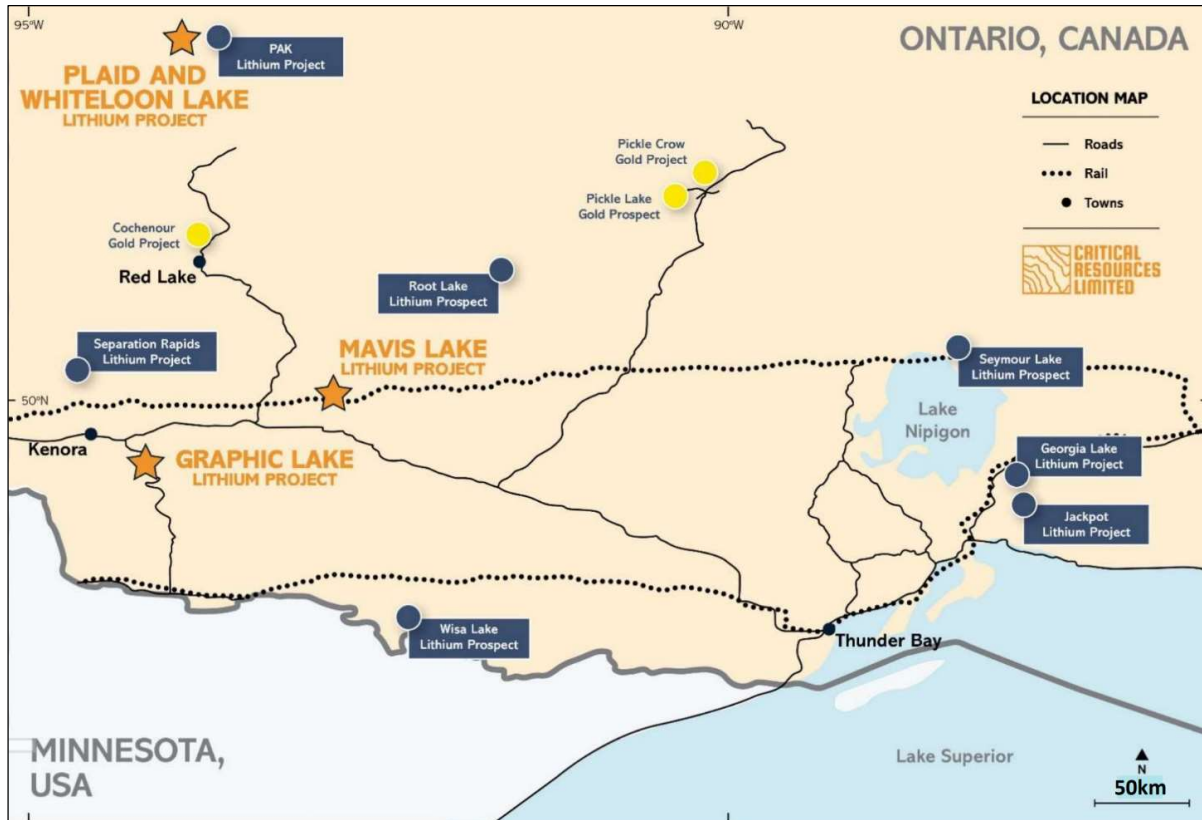 95°W
90°W
ONTARIO, CANADA
PAK
Lithium Project
PLAID AND
WHITELOON LAKE
LITHIUM PROJECT
LOCATION MAP
Roads
Rail
Towns
CRITICAL
RESOURCES
LIMITED
Pickle Crow
Gold Project
Pickle Lake
Gold Prospect
Cochenour
Gold Project
Red Lake
Root Lake
Lithium Prospect
Separation Rapids
Lithium Project
MAVIS LAKE
LITHIUM PROJECT
Seymour Lake
Lithium Prospect
50°N
Lake
Nipigon
Kenora
GRAPHIC LAKE
LITHIUM PROJECT
Georgia Lake
Lithium Project
Jackpot
Lithium Project
Wisa Lake
Lithium Prospect
Thunder Bay
MINNESOTA,
USA
Lake Superior
N
50km